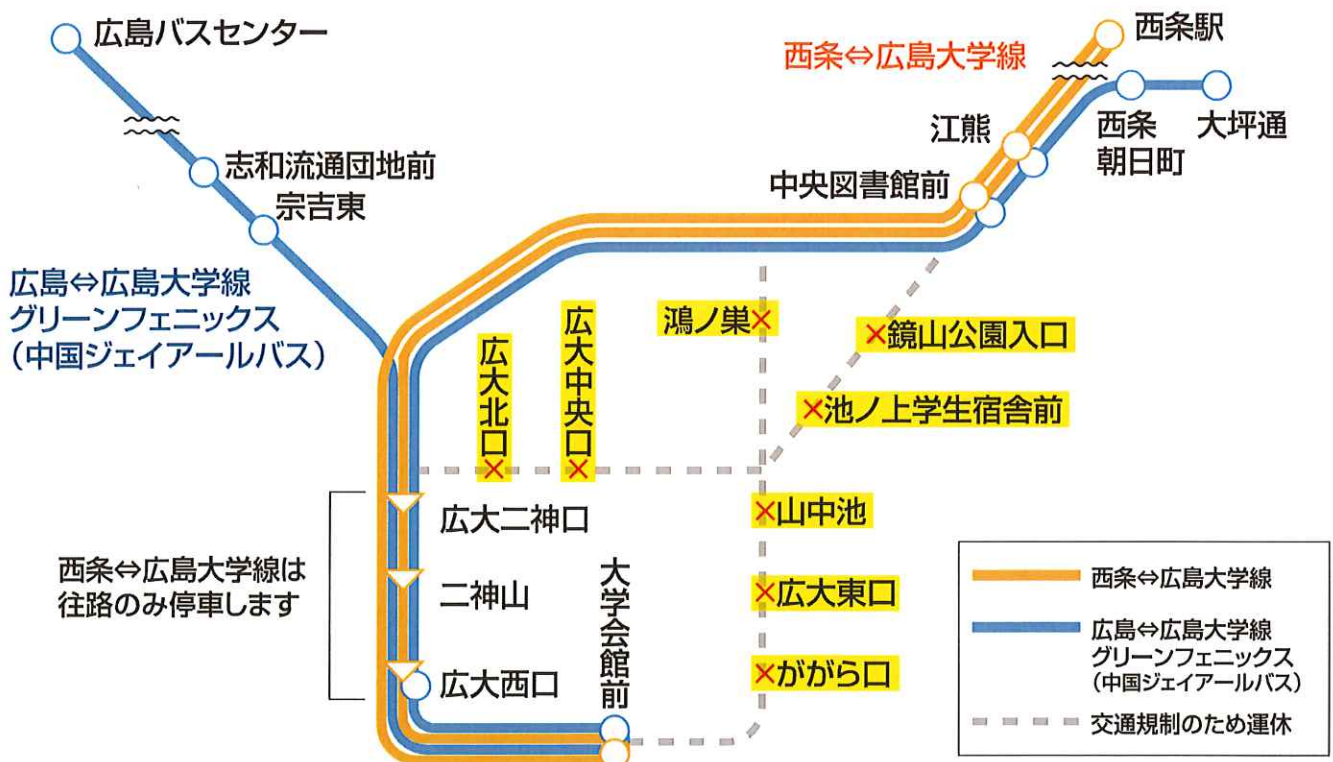 広島バスセンター
志和流通団地前
宗吉東
広島⇔広島大学線
グリーンフェニックス
（中国ジェイアールバス）
西条⇔広島大学線
西条駅
江熊
西条
朝日町
大坪通
中央図書館前
鴻ノ巣
鏡山公園入口
池ノ上学生宿舎前
広大北口
広大中央口
山中池
広大東口
ががら口
西条⇔広島大学線は
往路のみ停車します
広大二神口
二神山
広大西口
大学会館前
西条⇔広島大学線
広島⇔広島大学線
グリーンフェニックス
（中国ジェイアールバス）
交通規制のため運休